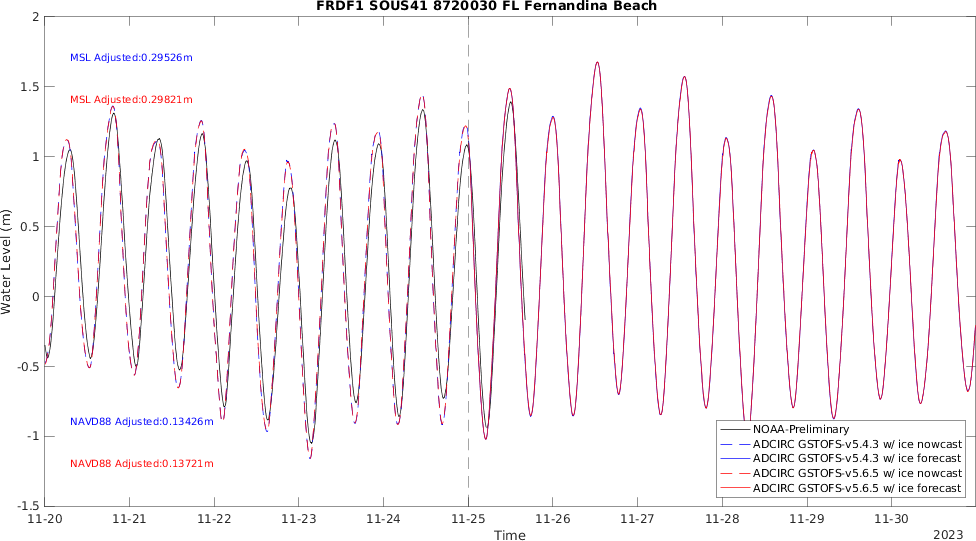 FRDF1 SOUS41 8720030 FL Fernandina Beach
2
1.5
1
0.5
0
-0.5
-1
-1.5
Water Level (m)
MSL Adjusted:0.29526m
MSL Adjusted:0.29821m
NAVD88 Adjusted:0.13426m
NAVD88 Adjusted:0.13721m
NOAA-Preliminary
ADCIRC GSTOFS-v5.4.3 w/ ice nowcast
ADCIRC GSTOFS-v5.4.3 w/ ice forecast
ADCIRC GSTOFS-v5.6.5 w/ ice nowcast
ADCIRC GSTOFS-v5.6.5 w/ ice forecast
11-20 11-21 11-22 11-23 11-24 11-25 11-26 11-27 11-28 11-29 11-30
Time
2023